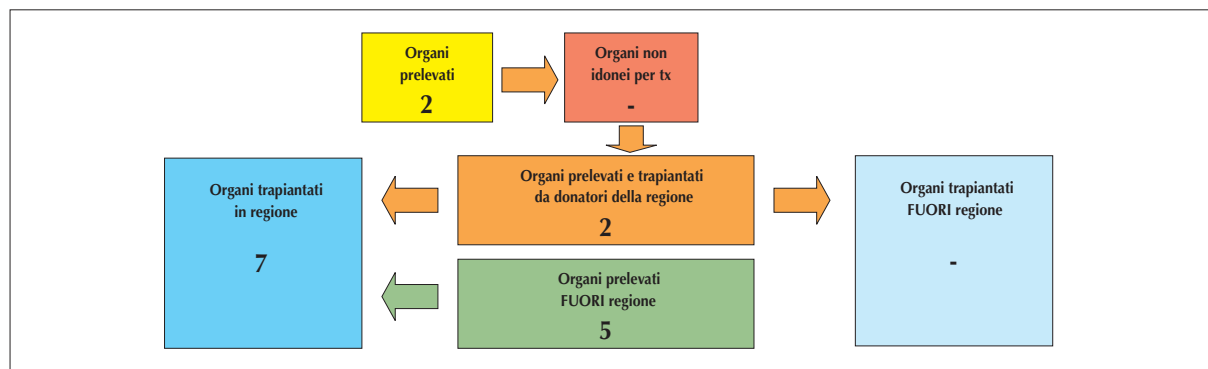 Organi
prelevati
2
Organi non
idonei per tx
-
Organi trapiantati
in regione
7
Organi prelevati e trapiantati
da donatori della regione
2
Organi trapiantati
FUORI regione
-
Organi prelevati
FUORI regione
5